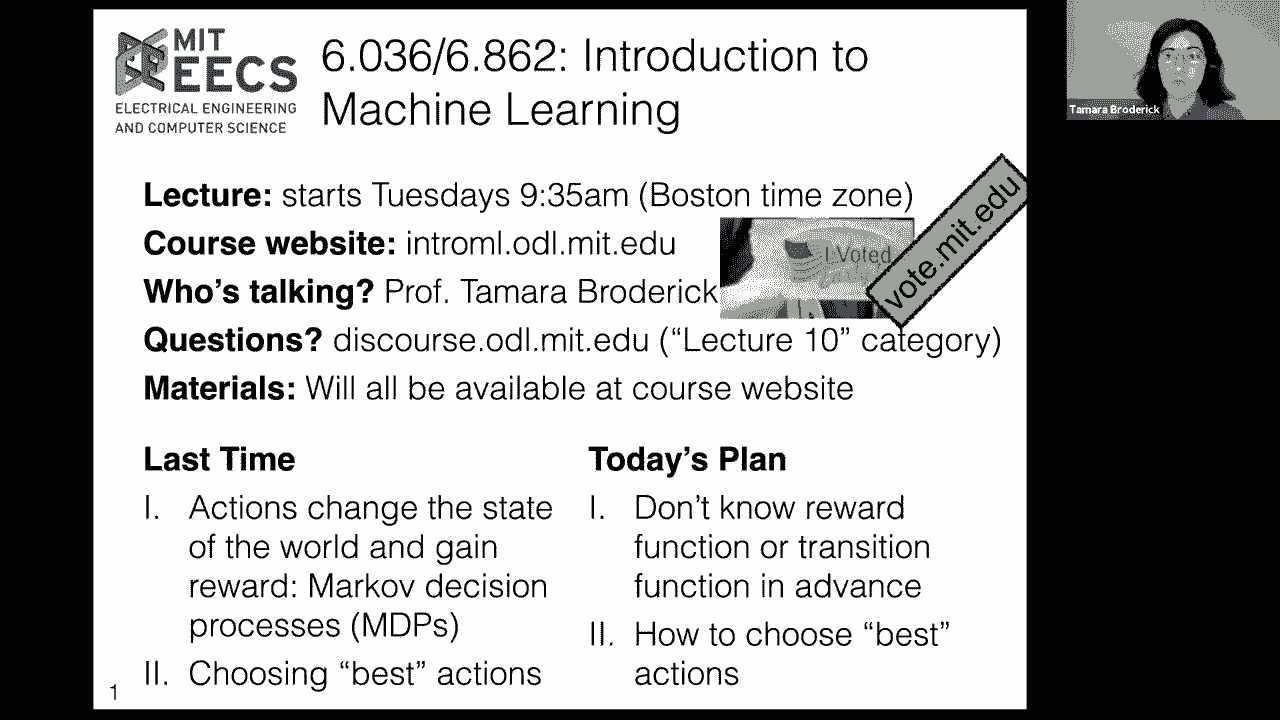 MIT
EECS
ELECTRICAL ENGINEERING
AND COMPUTER SCIENCE
6.036/6.862: Introduction to
Machine Learning
Tamara Broderick
Lecture: starts Tuesdays 9:35am (Boston time zone)
Course website: introml.odl.mit.edu
I Voted
vote.mit.edu
Who's talking? Prof. Tamara Broderick
Questions? discourse.odl.mit.edu (“Lecture 10” category)
Materials: Will all be available at course website
Last Time
I. Actions change the state
of the world and gain
reward: Markov decision
processes (MDPs)
II. Choosing “best” actions
Today's Plan
I. Don't know reward
function or transition
function in advance
II. How to choose “best”
actions
1